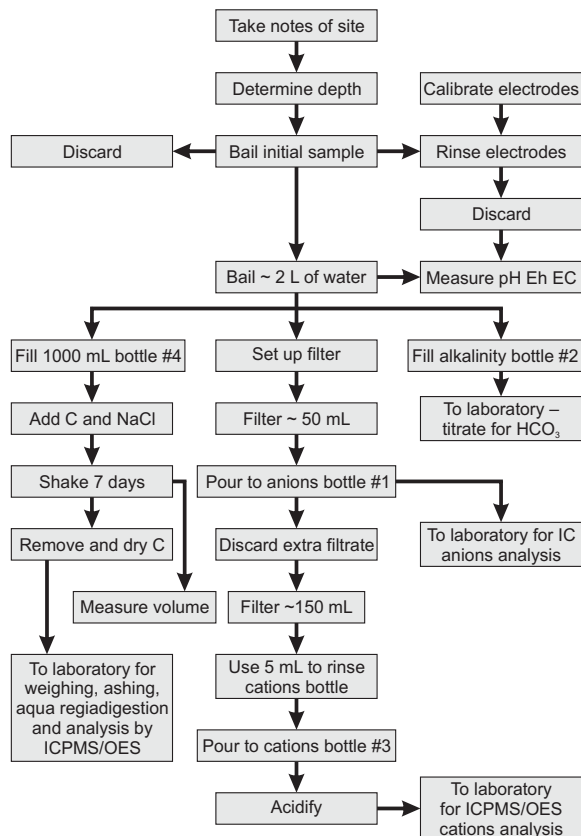 Take notes of site
Determine depth
Calibrate electrodes
Discard
Bail initial sample
Rinse electrodes
Discard
Bail ~ 2 L of water
Measure pH Eh EC
Fill 1000 mL bottle #4
Set up filter
Fill alkalinity bottle #2
Add C and NaCl
Filter ~ 50 mL
To laboratory –
titrate for HCO₃
Shake 7 days
Pour to anions bottle #1
Remove and dry C
Discard extra filtrate
To laboratory for IC
anions analysis
Measure volume
Filter ~150 mL
To laboratory for
weighing, ashing,
aqua regiadigestion
and analysis by
ICPMS/OES
Use 5 mL to rinse
cations bottle
Pour to cations bottle #3
Acidify
To laboratory
for ICPMS/OES
cations analysis